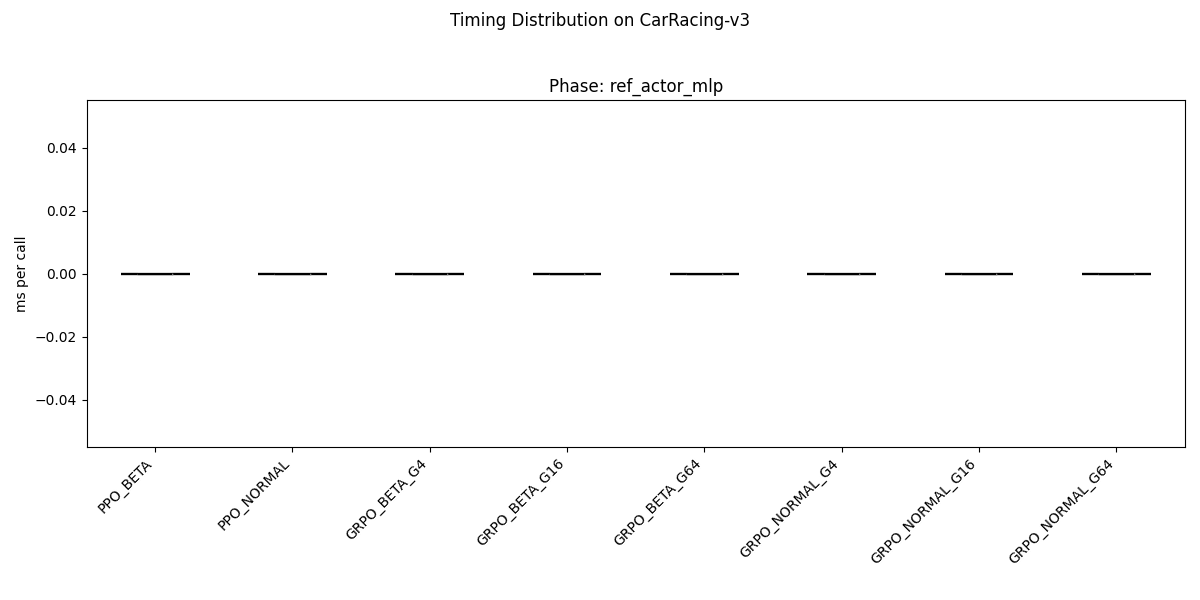 Timing Distribution on CarRacing-v3
Phase: ref_actor_mlp
ms per call
0.04
0.02
0.00
−0.02
−0.04
PPO_BETA
PPO_NORMAL
GRPO_BETA_G4
GRPO_BETA_G16
GRPO_BETA_G64
GRPO_NORMAL_G4
GRPO_NORMAL_G16
GRPO_NORMAL_G64